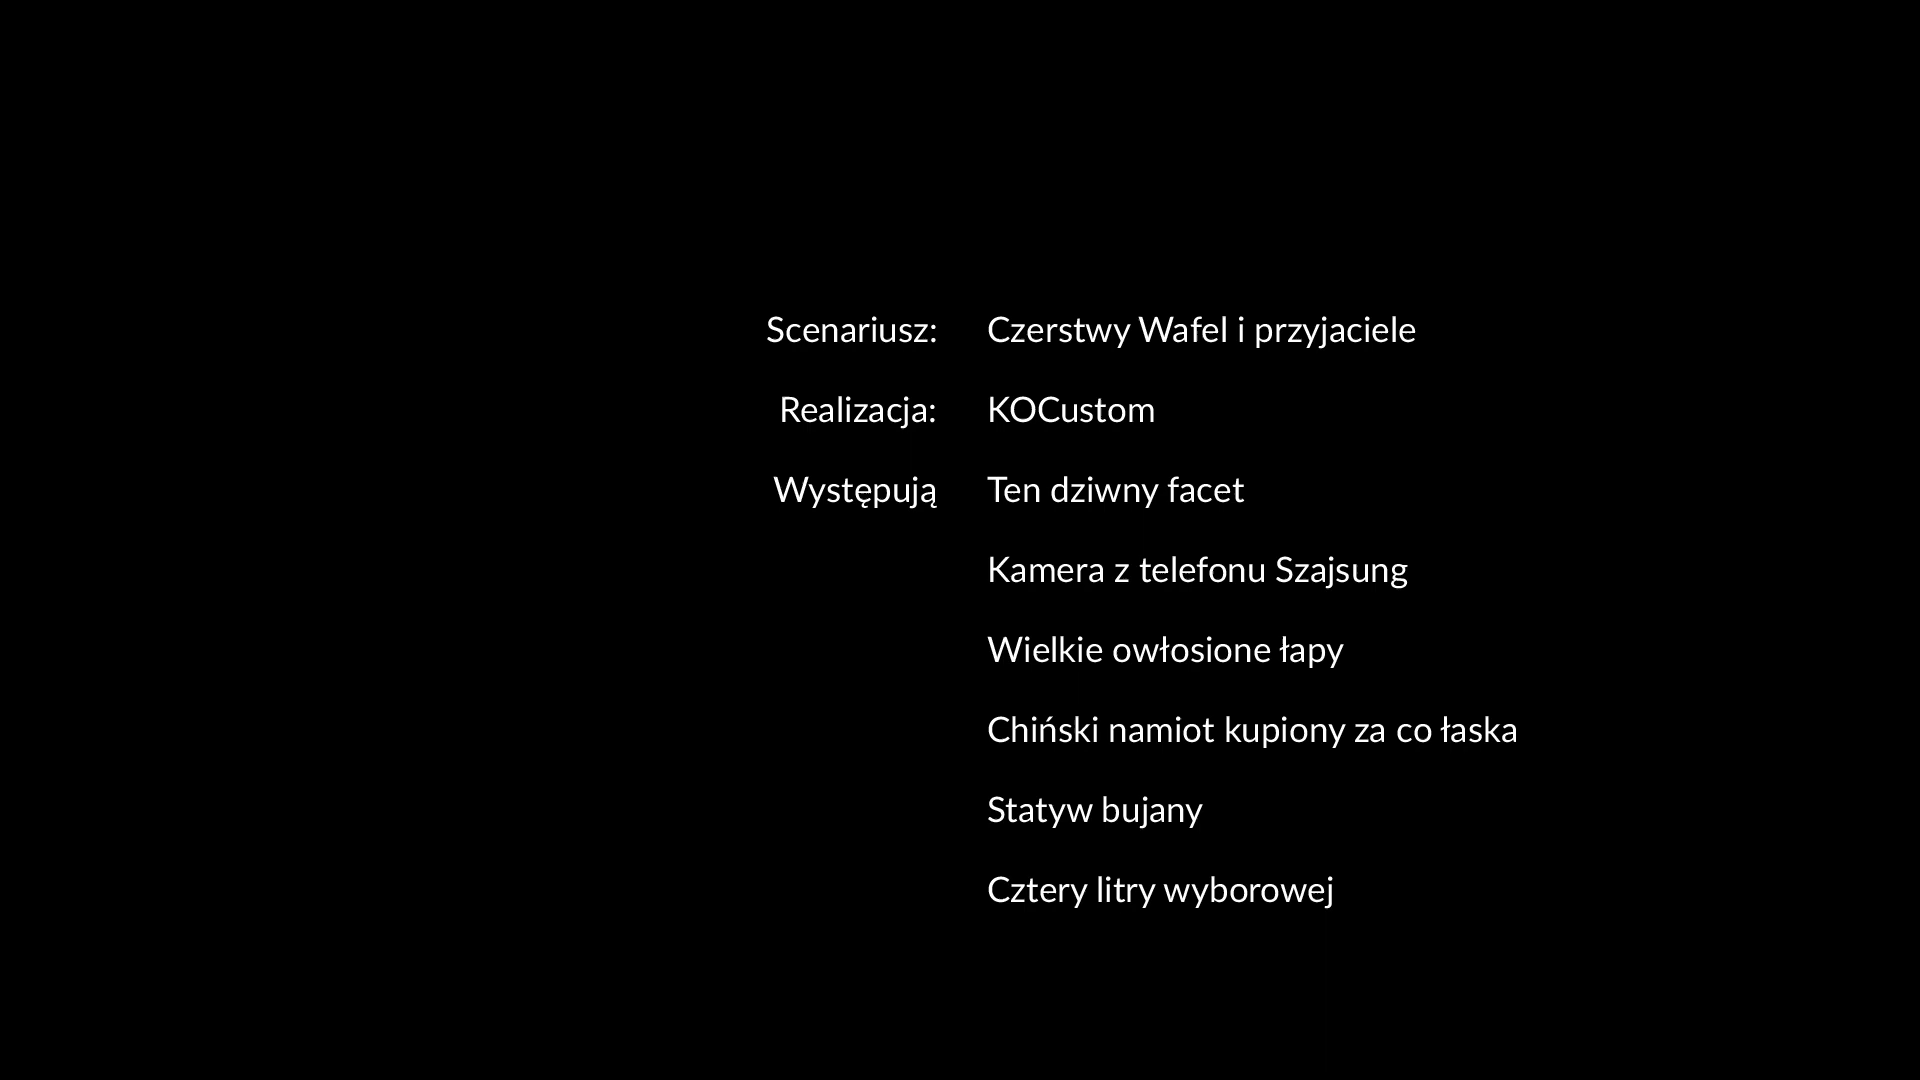 Scenariusz: Czerstwy Wafel i przyjaciele
Realizacja: KOCustom
Występują Ten dziwny facet
Kamera z telefonu Szajsung
Wielkie owłosione łapy
Chiński namiot kupiony za co łaska
Statyw bujany
Cztery litry wyborowej